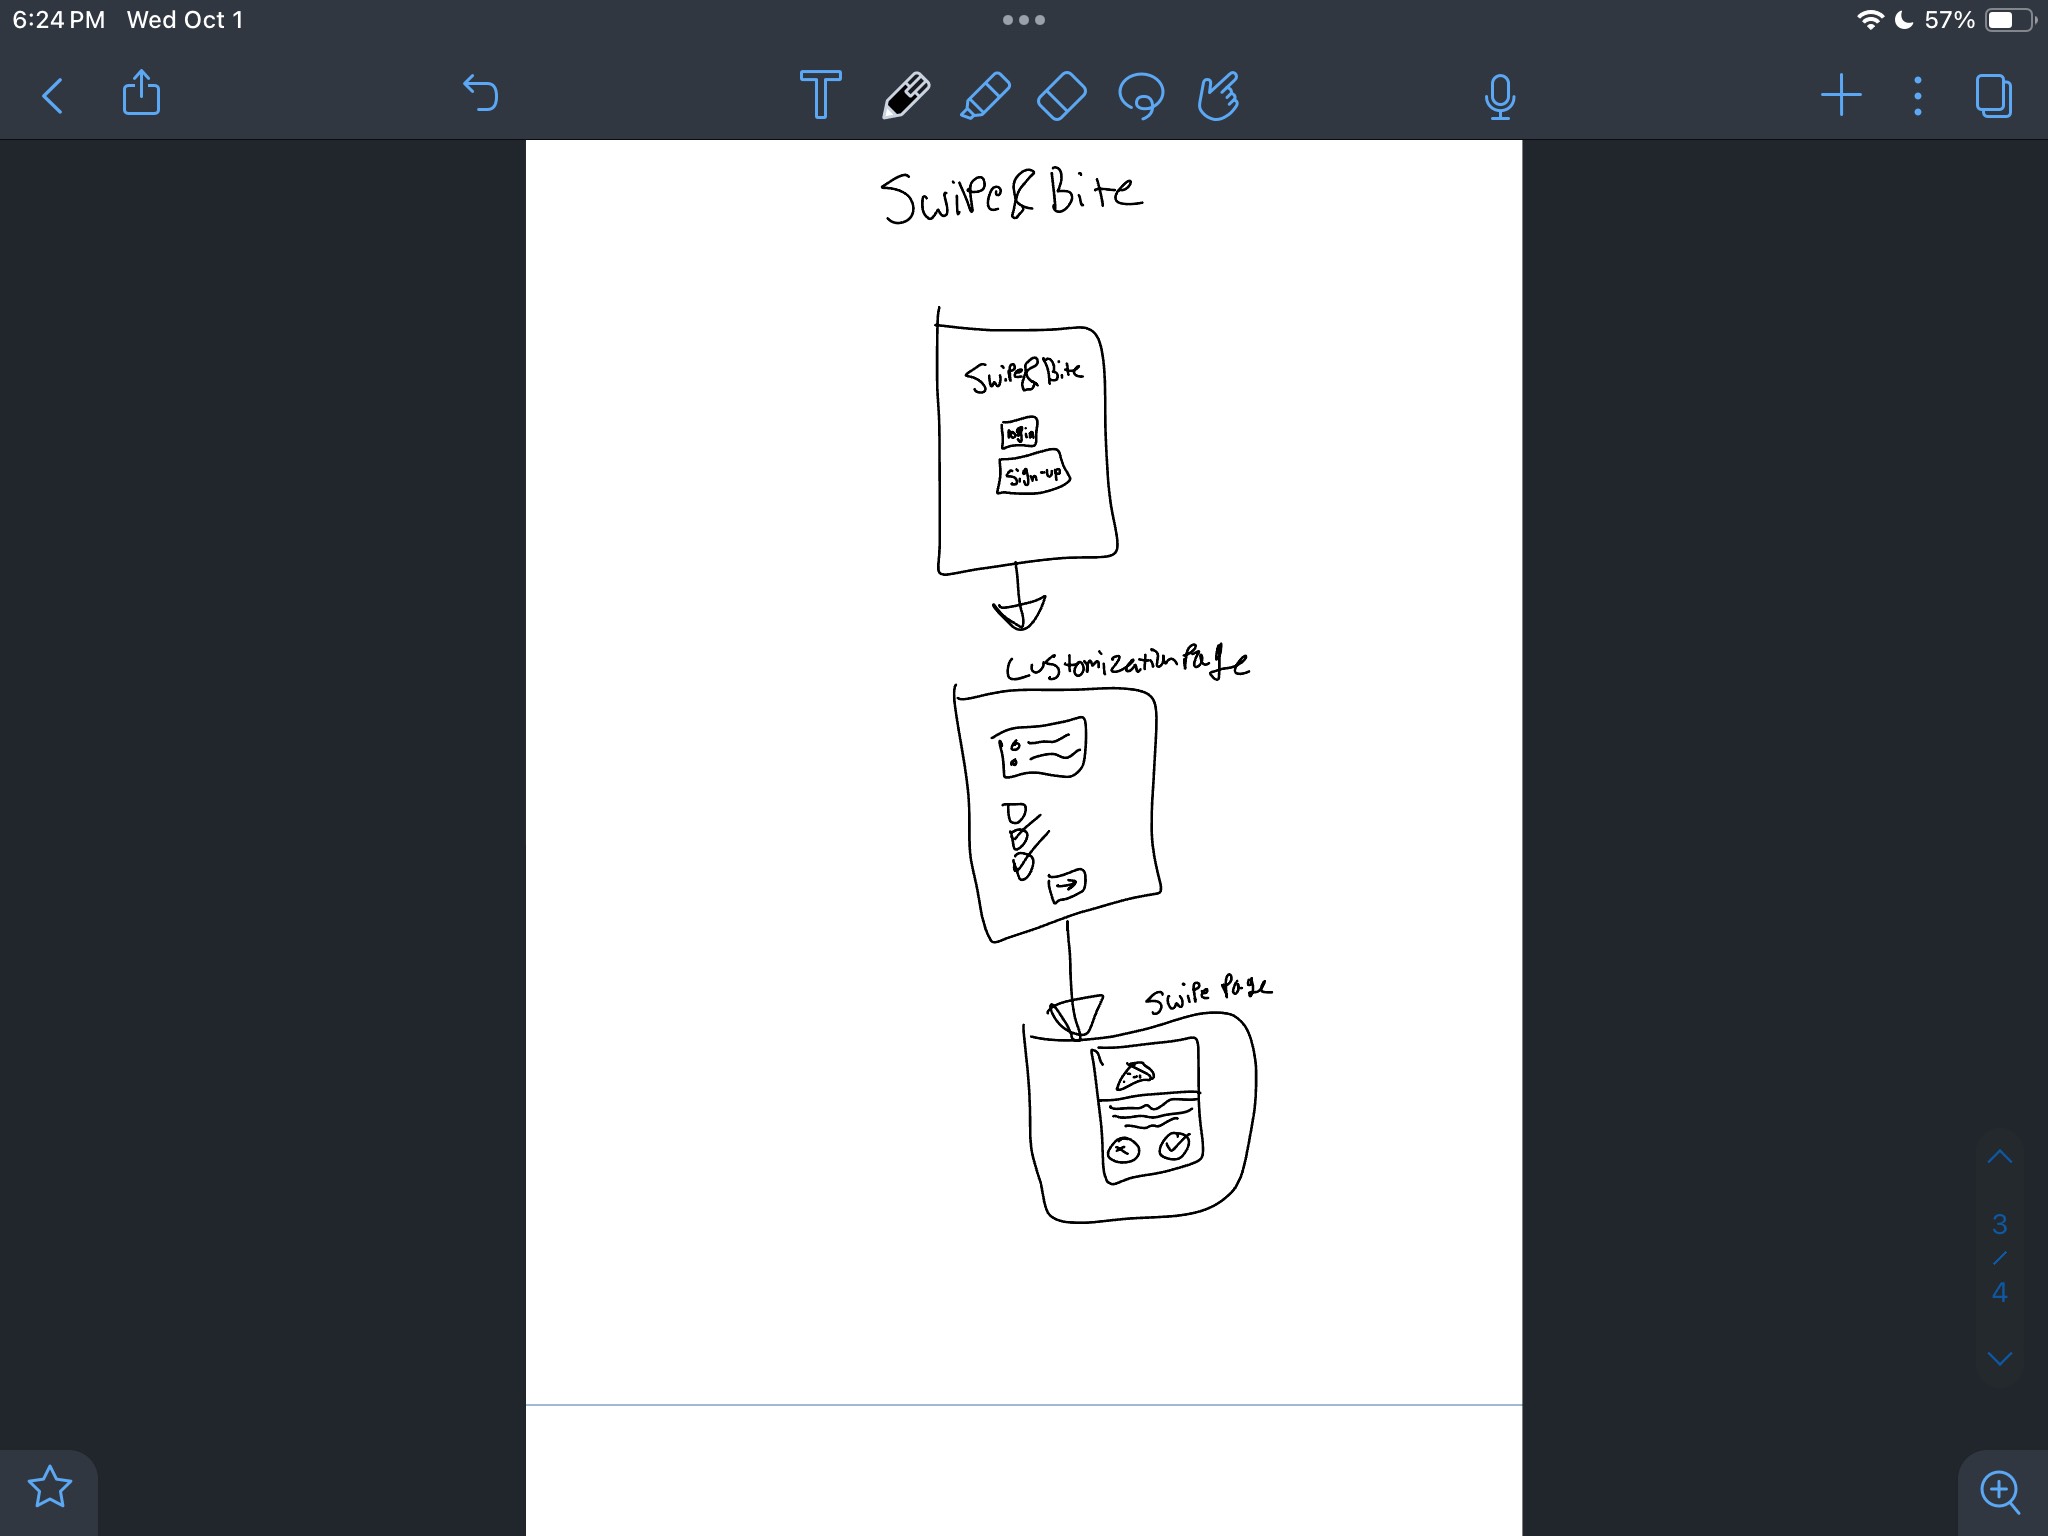 6:24 PM Wed Oct 1
57%
Swipe & Bite
Swipe & Bite
login
Sign-up
Customization Page
Swipe Page
3
/
4